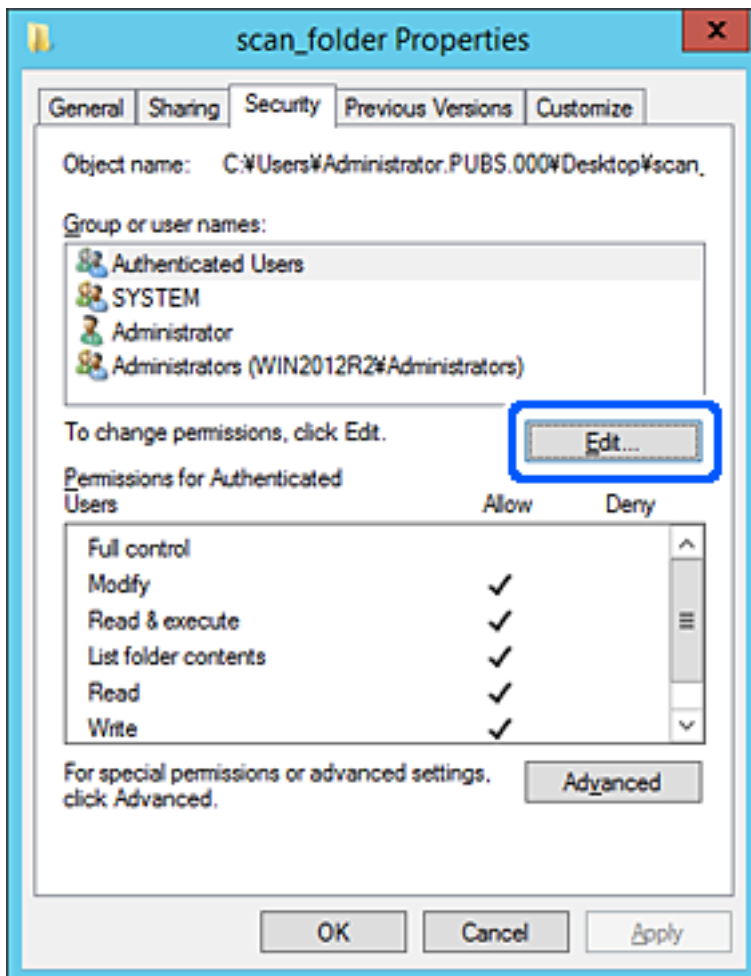 scan_folder Properties
x
General Sharing Security Previous Versions Customize
Object name: C:¥Users¥Administrator.PUBS.000¥Desktop¥scan_
Group or user names:
Authenticated Users
SYSTEM
Administrator
Administrators (WIN2012R2¥Administrators)
To change permissions, click Edit.
Edit...
Permissions for Authenticated
Users Allow Deny
Full control
Modify
Read & execute
List folder contents
Read
Write
For special permissions or advanced settings,
click Advanced.
Advanced
OK Cancel Apply